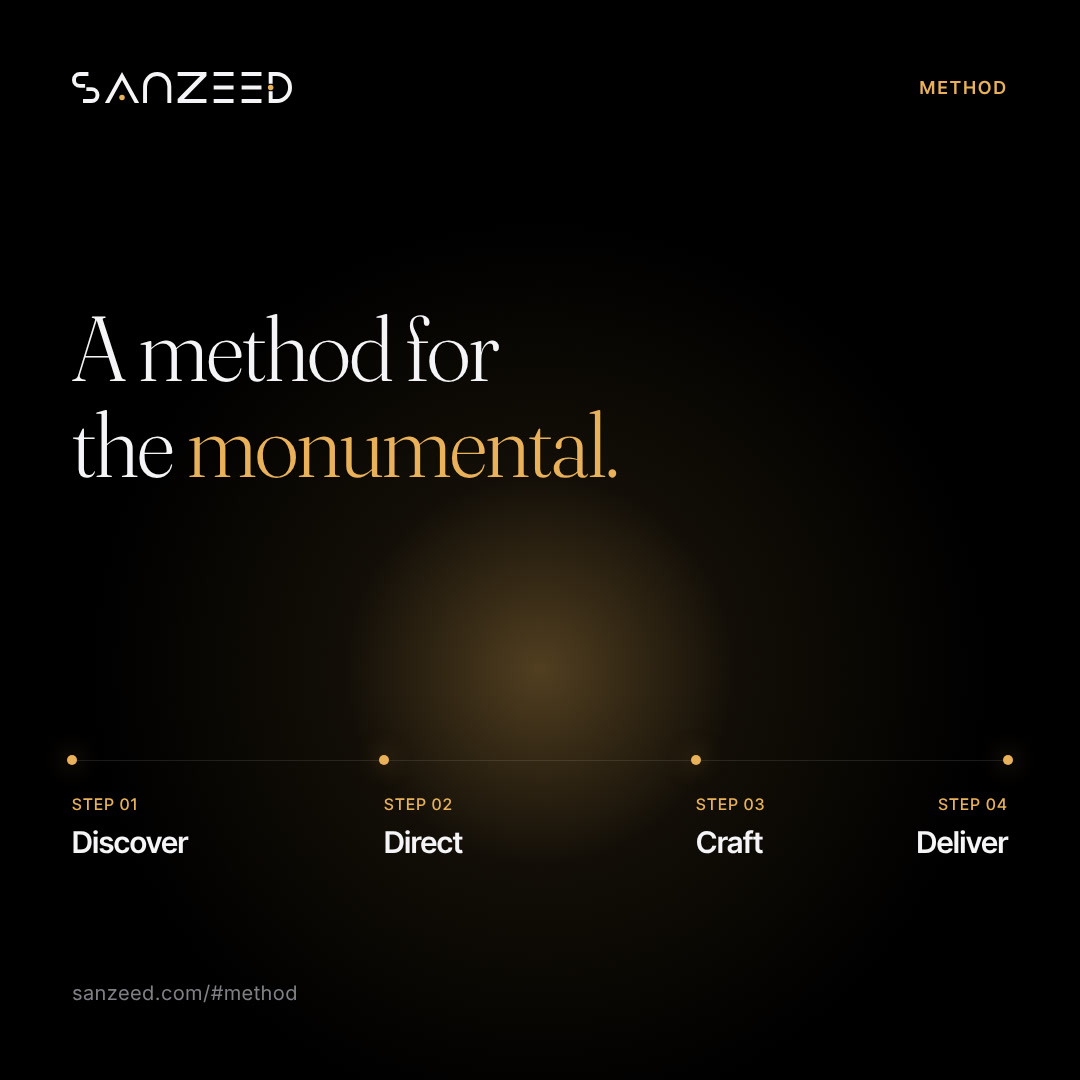 SANZEED
METHOD
A method for
the monumental.
STEP 01
Discover
STEP 02
Direct
STEP 03
Craft
STEP 04
Deliver
sanzeed.com/#method